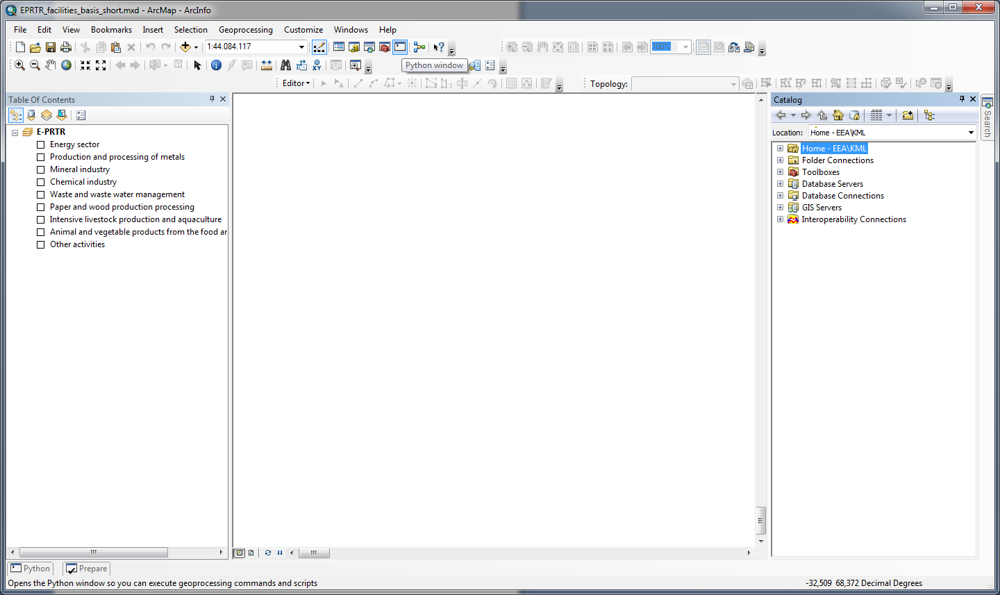 EPRTR_facilities_basis_short.mxd - ArcMap - ArcInfo
File Edit View Bookmarks Insert Selection Geoprocessing Customize Windows Help
1:44.084.117
100%
1:1
Python window
XY
Editor
Topology:
Table Of Contents
E-PRTR
Energy sector
Production and processing of metals
Mineral industry
Chemical industry
Waste and waste water management
Paper and wood production processing
Intensive livestock production and aquaculture
Animal and vegetable products from the food ar
Other activities
Catalog
Location: Home - EEA\KML
Home - EEA\KML
Folder Connections
Toolboxes
Database Servers
Database Connections
GIS Servers
Interoperability Connections
Search
Python Prepare
Opens the Python window so you can execute geoprocessing commands and scripts
-32,509 68,372 Decimal Degrees